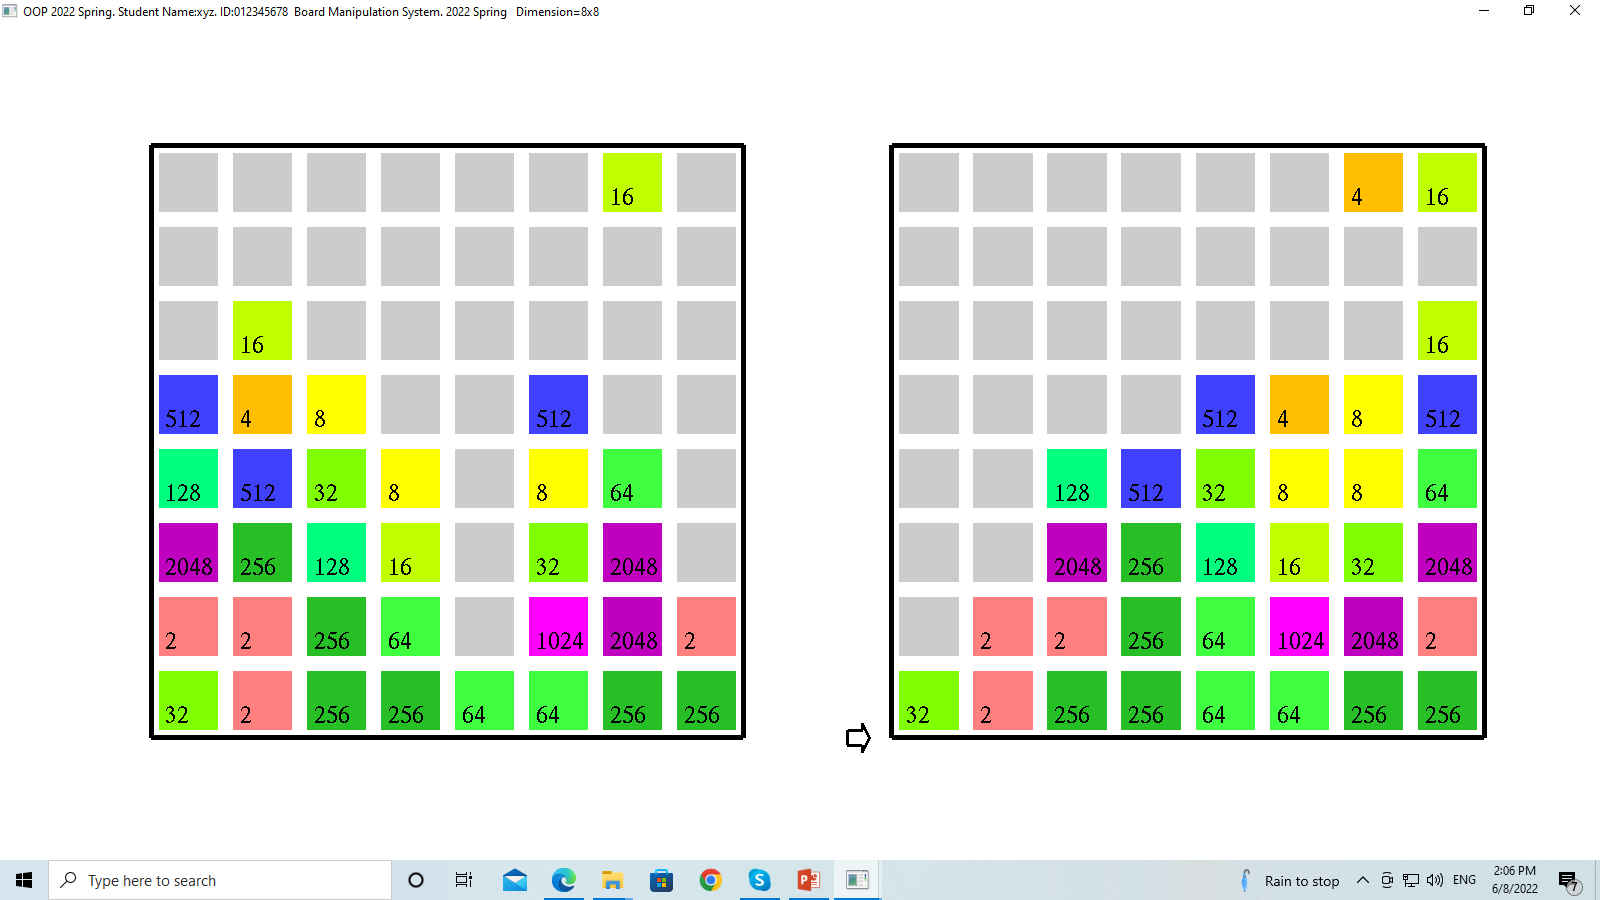 OOP 2022 Spring. Student Name:xyz. ID:012345678  Board Manipulation System. 2022 Spring   Dimension=8x8
16 4 16
16 16
512 4 8 512 512 4 8 512
128 512 32 8 8 64 128 512 32 8 8 64
2048 256 128 16 32 2048 2048 256 128 16 32 2048
2 2 256 64 1024 2048 2 2 2 256 64 1024 2048 2
32 2 256 256 64 64 256 256 32 2 256 256 64 64 256 256
Type here to search
Rain to stop
ENG
2:06 PM
6/8/2022
7